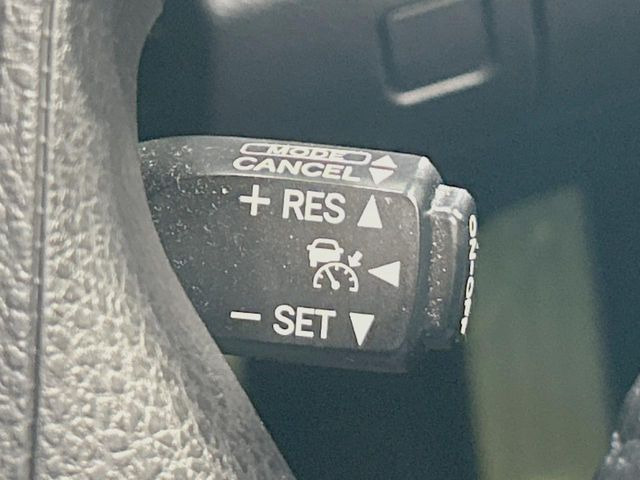 MODE
CANCEL
+ RES
- SET
ON-OFF